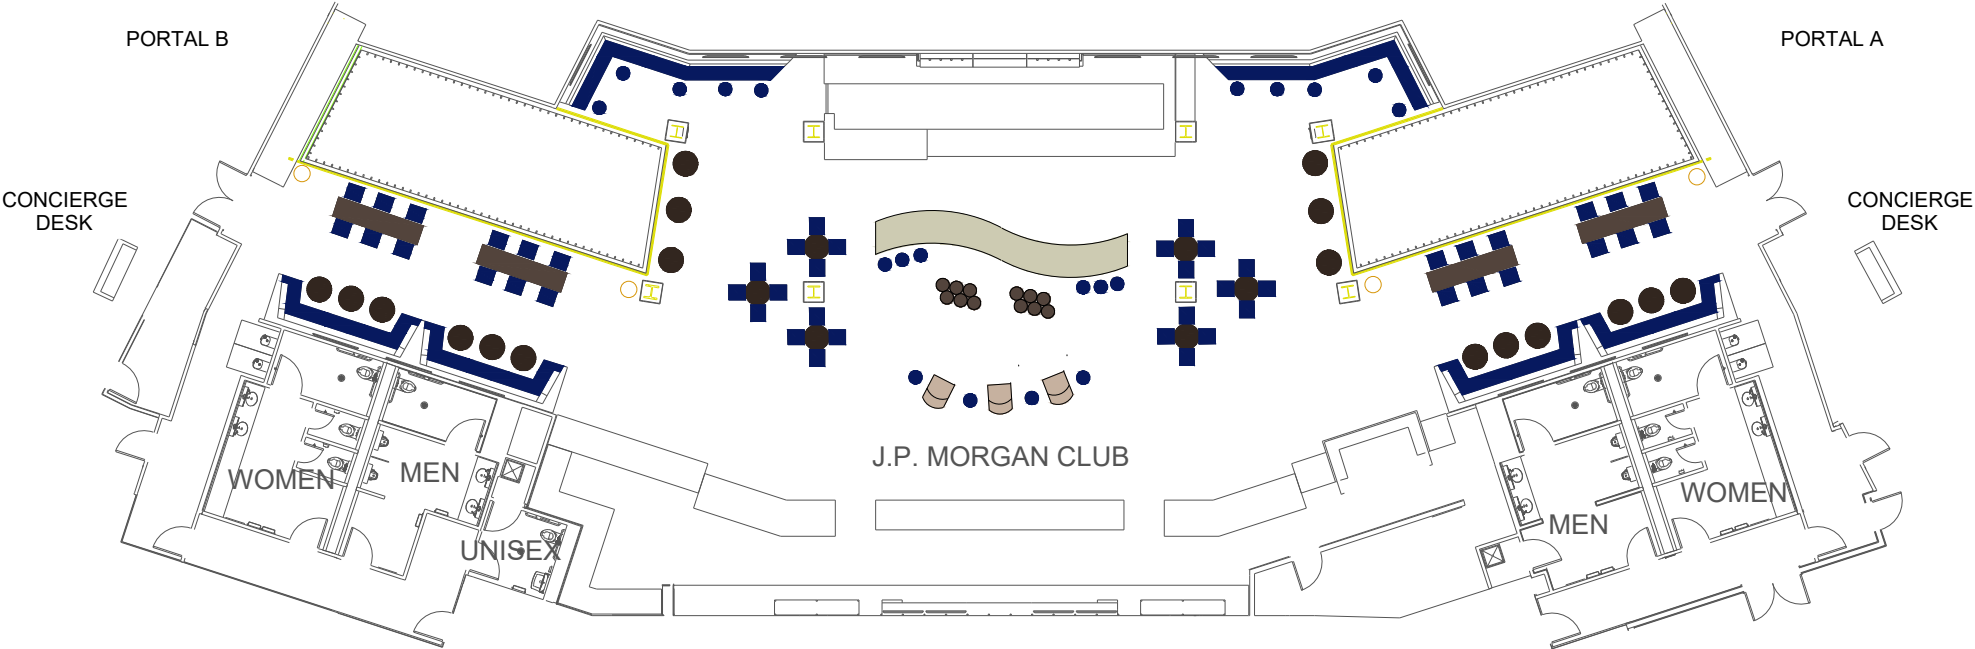 PORTAL B
PORTAL A
CONCIERGE
DESK
CONCIERGE
DESK
J.P. MORGAN CLUB
WOMEN
MEN
UNISEX
MEN
WOMEN